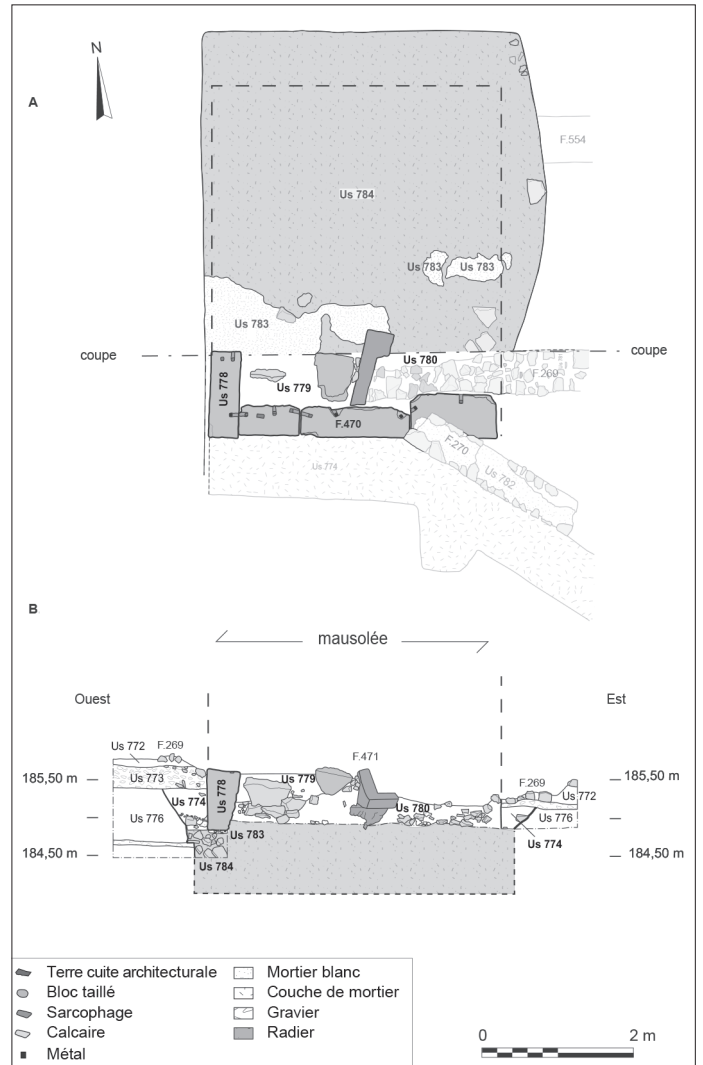 N
A
F.554
Us 784
Us 783 Us 783
Us 783
coupe Us 780 coupe
F.269
Us 778
Us 779
F.470
F.270
Us 782
Us 774
B
mausolée
Ouest Est
Us 772 F.269 F.471
185,50 m Us 773 Us 778 Us 779 F.269 Us 772 185,50 m
Us 774 Us 780
Us 776 Us 776
Us 783 Us 774
184,50 m Us 784 184,50 m
Terre cuite architecturale Mortier blanc
Bloc taillé Couche de mortier
Sarcophage Gravier
Calcaire Radier
Métal
0 2 m